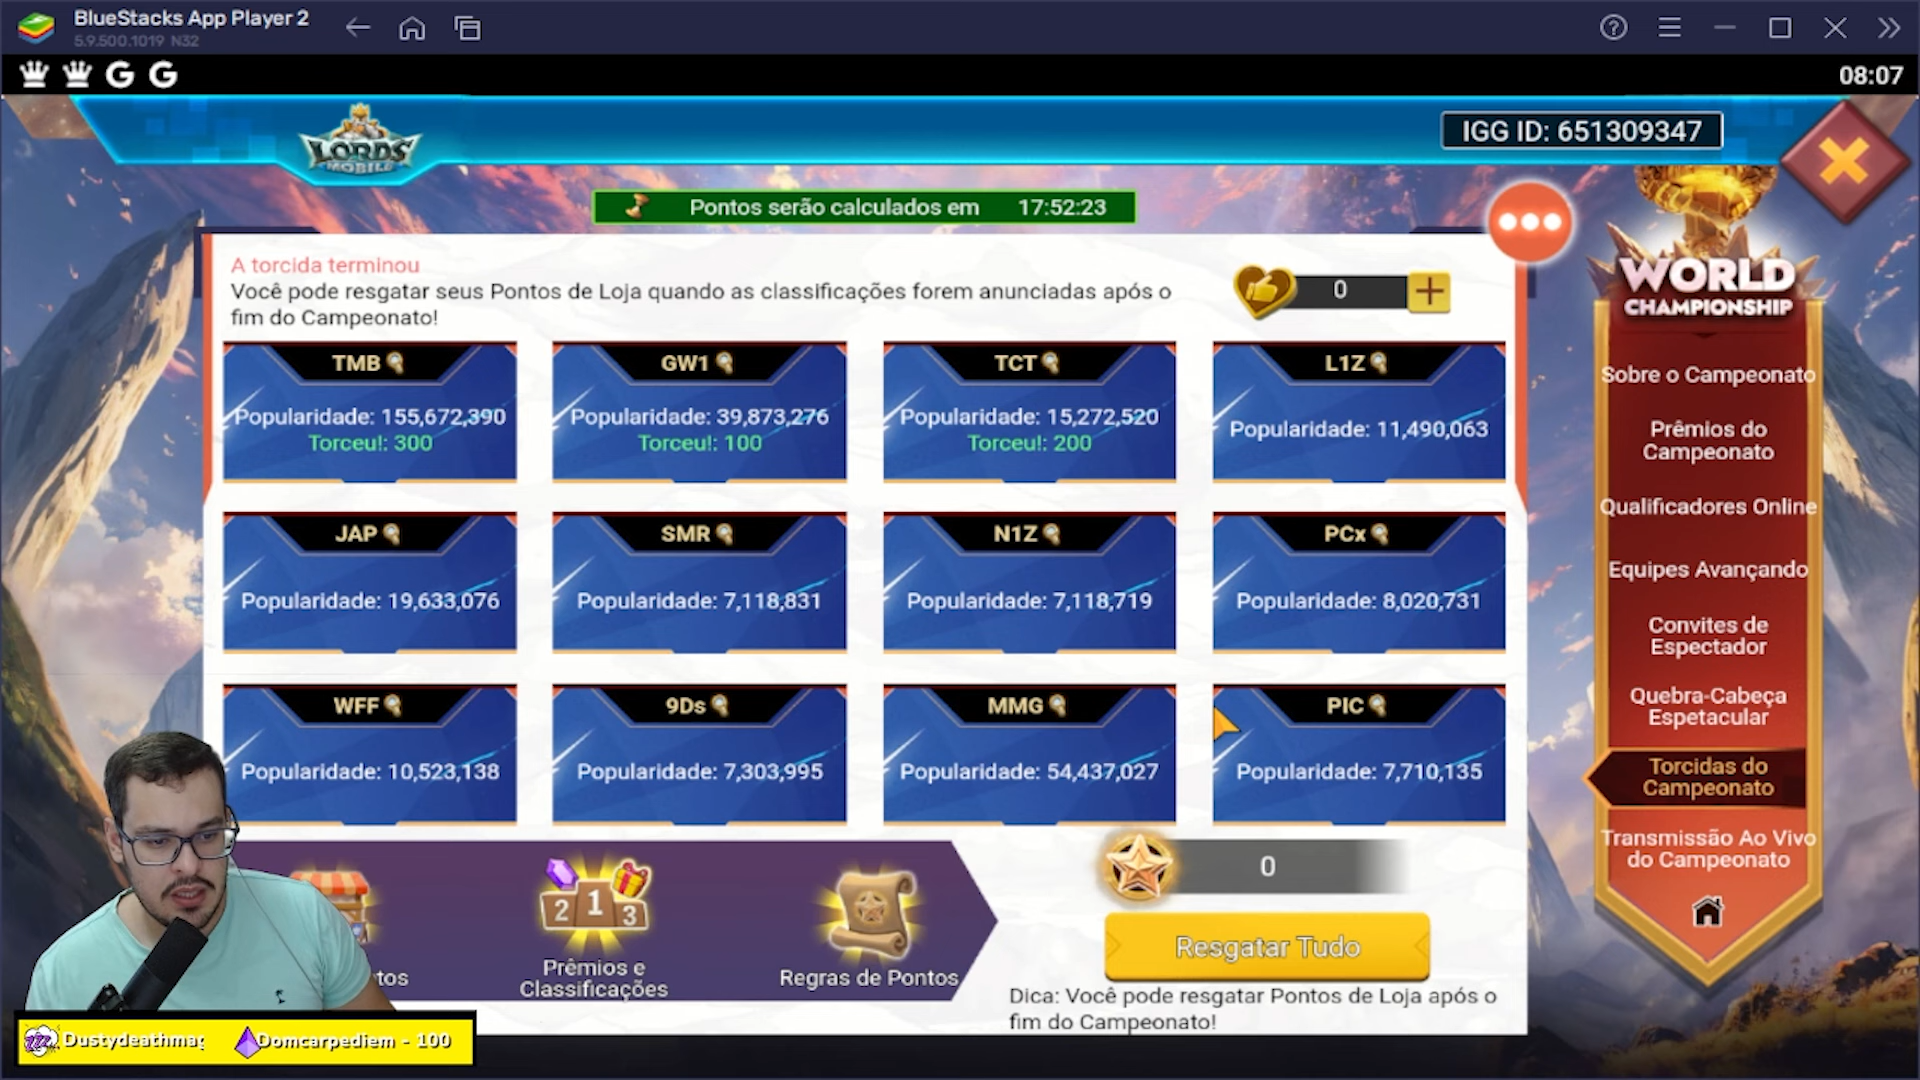 BlueStacks App Player 2
5.9.500.1019 N32
G G
08:07
LORDS
MOBILE
IGG ID: 651309347
Pontos serão calculados em 17:52:23
A torcida terminou
Você pode resgatar seus Pontos de Loja quando as classificações forem anunciadas após o
fim do Campeonato!
0
TMB
Popularidade: 155,672,390
Torceu!: 300
GW1
Popularidade: 39,873,276
Torceu!: 100
TCT
Popularidade: 15,272,520
Torceu!: 200
L1Z
Popularidade: 11,490,063
JAP
Popularidade: 19,633,076
SMR
Popularidade: 7,118,831
N1Z
Popularidade: 7,118,719
PCx
Popularidade: 8,020,731
WFF
Popularidade: 10,523,138
9Ds
Popularidade: 7,303,995
MMG
Popularidade: 54,437,027
PIC
Popularidade: 7,710,135
WORLD
CHAMPIONSHIP
Sobre o Campeonato
Prêmios do
Campeonato
Qualificadores Online
Equipes Avançando
Convites de
Espectador
Quebra-Cabeça
Espetacular
Torcidas do
Campeonato
Transmissão Ao Vivo
do Campeonato
tos
2 1 3
Prêmios e
Classificações
Regras de Pontos
0
Resgatar Tudo
Dica: Você pode resgatar Pontos de Loja após o
fim do Campeonato!
Dustydeathmag
Domcarpediem - 100